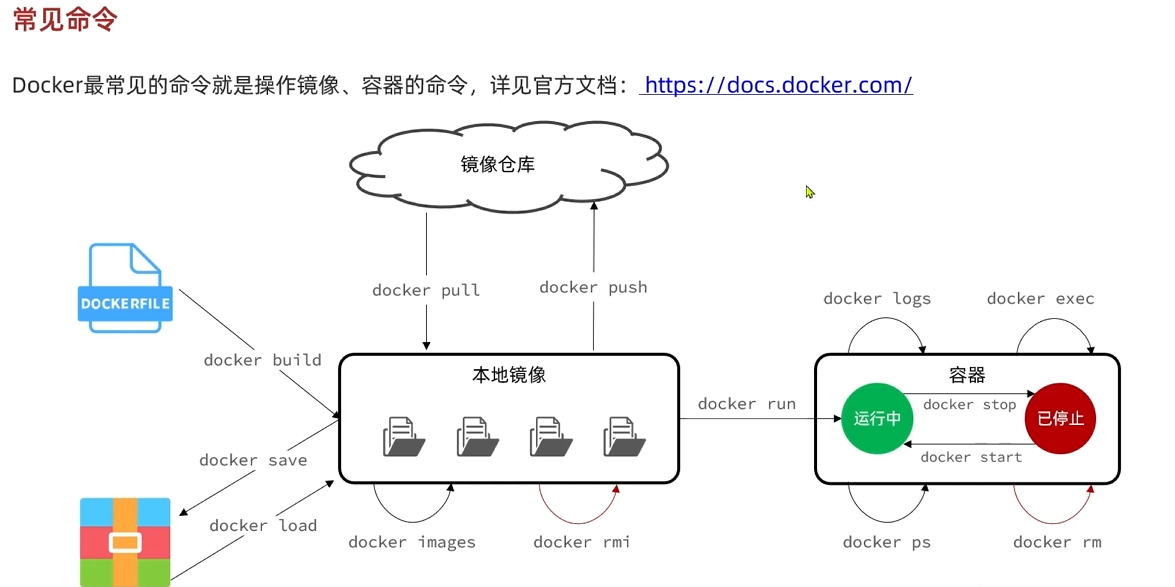 常见命令
Docker最常见的命令就是操作镜像、容器的命令，详见官方文档： https://docs.docker.com/
镜像仓库
DOCKERFILE
docker pull
docker push
docker logs
docker exec
docker build
本地镜像
容器
docker run
运行中
docker stop
已停止
docker start
docker save
docker load
docker images
docker rmi
docker ps
docker rm